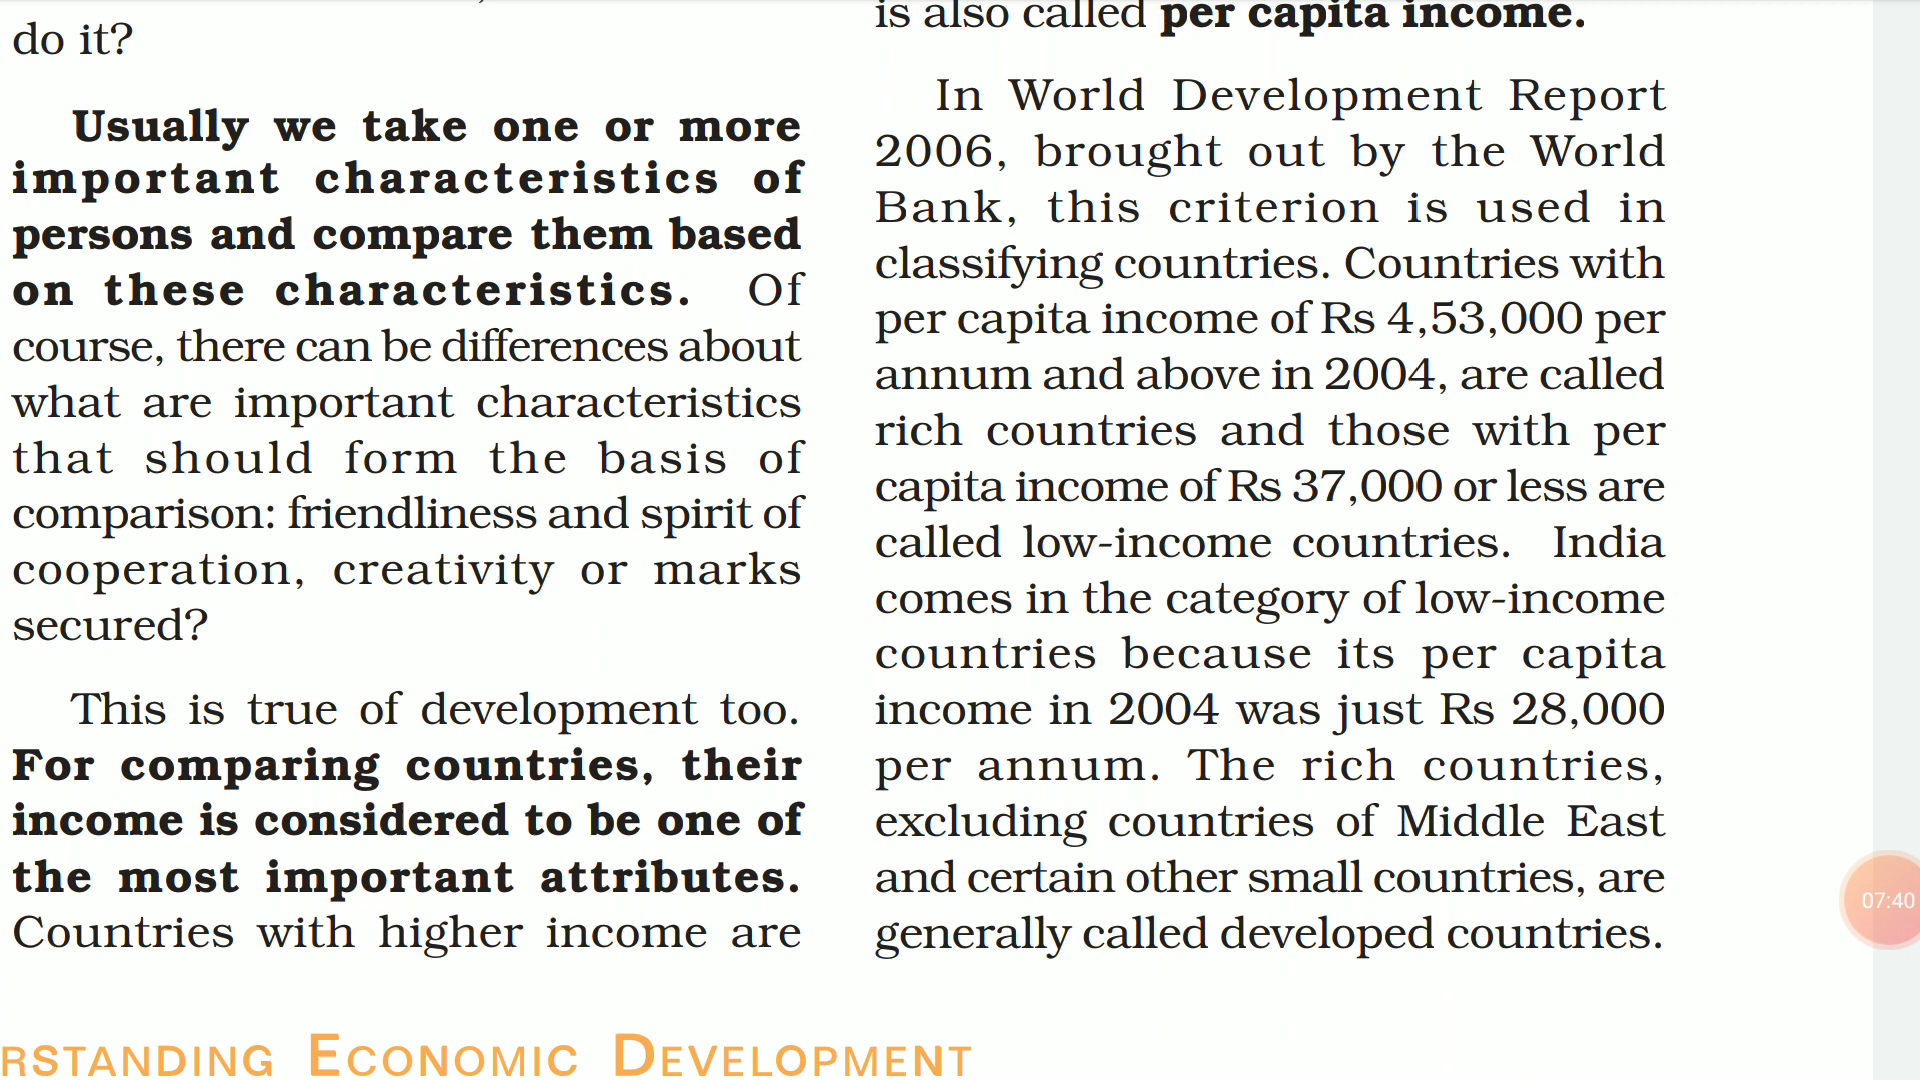 do it?
Usually we take one or more
important characteristics of
persons and compare them based
on these characteristics. Of
course, there can be differences about
what are important characteristics
that should form the basis of
comparison: friendliness and spirit of
cooperation, creativity or marks
secured?
This is true of development too.
For comparing countries, their
income is considered to be one of
the most important attributes.
Countries with higher income are
is also called per capita income.
In World Development Report
2006, brought out by the World
Bank, this criterion is used in
classifying countries. Countries with
per capita income of Rs 4,53,000 per
annum and above in 2004, are called
rich countries and those with per
capita income of Rs 37,000 or less are
called low-income countries. India
comes in the category of low-income
countries because its per capita
income in 2004 was just Rs 28,000
per annum. The rich countries,
excluding countries of Middle East
and certain other small countries, are
generally called developed countries.
07:40
RSTANDING ECONOMIC DEVELOPMENT